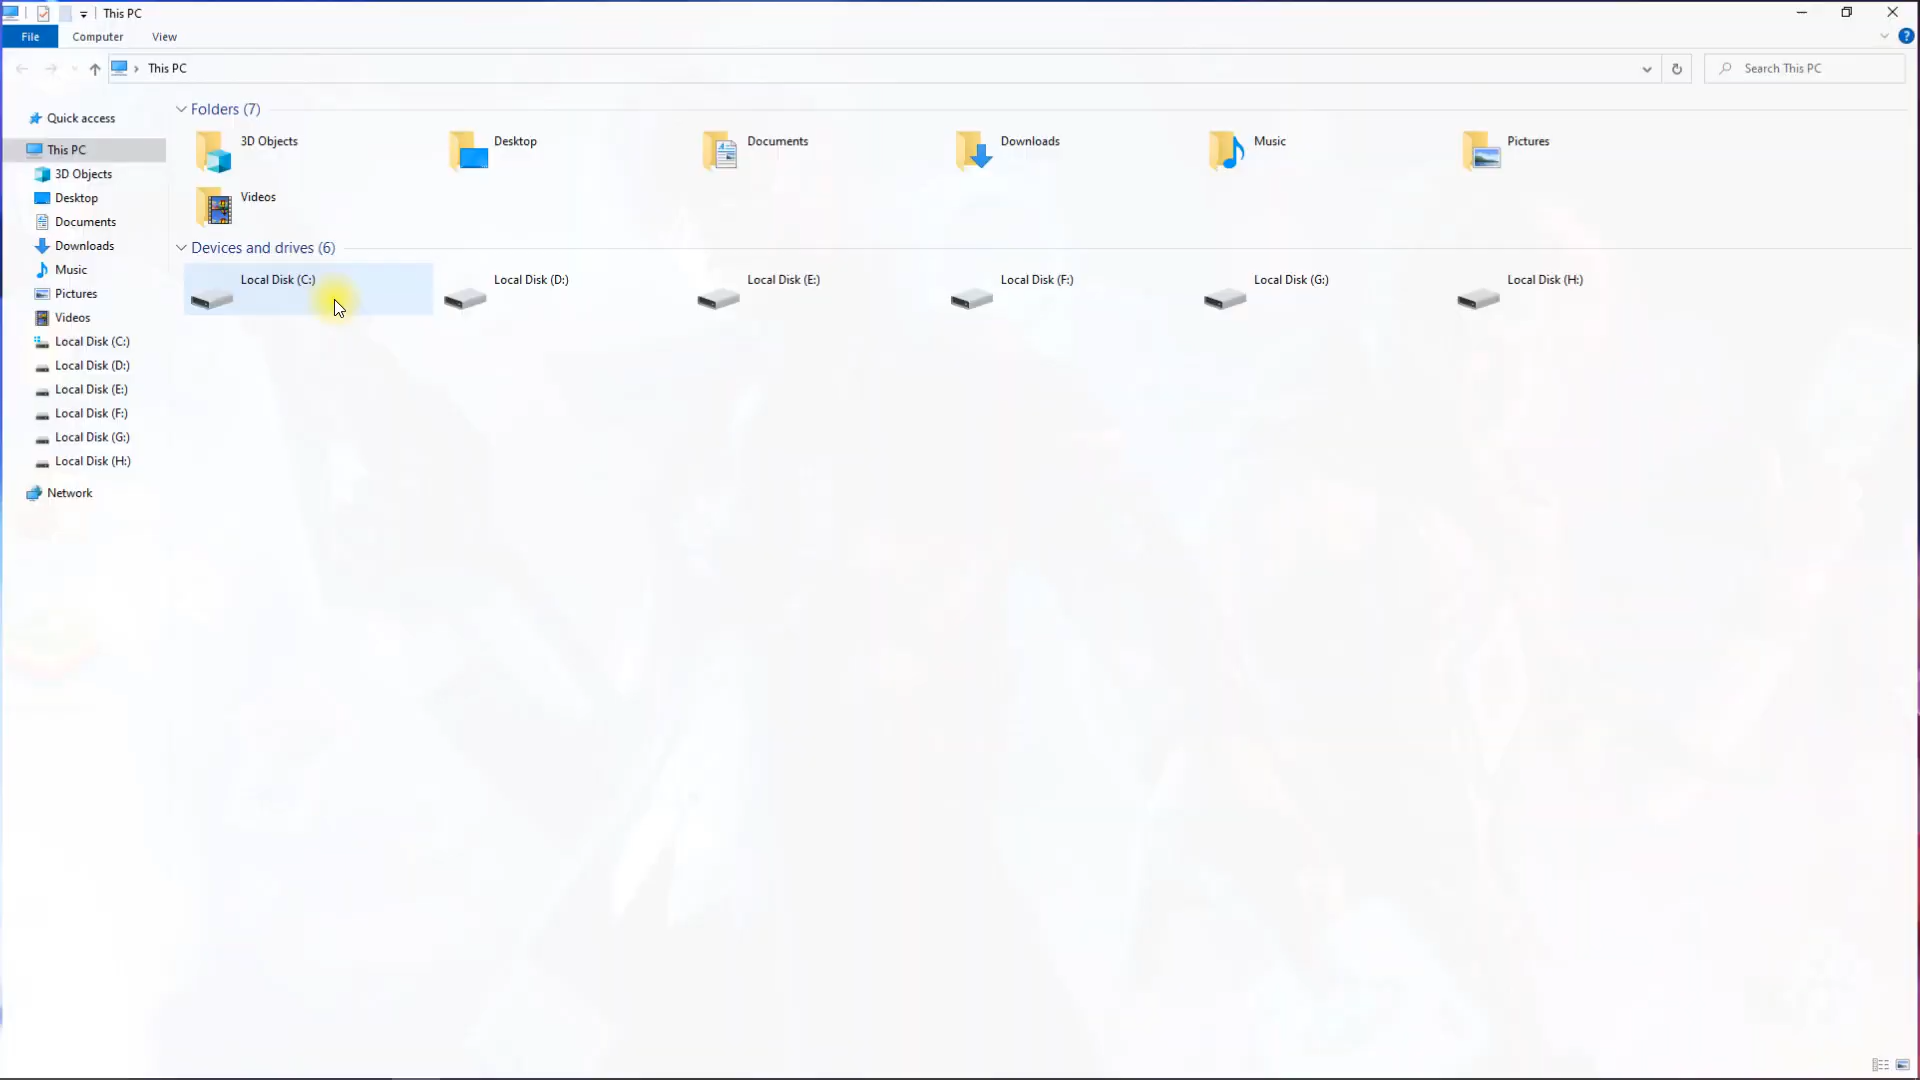 This PC
File
Computer
View
This PC
Search This PC
Quick access
This PC
3D Objects
Desktop
Documents
Downloads
Music
Pictures
Videos
Local Disk (C:)
Local Disk (D:)
Local Disk (E:)
Local Disk (F:)
Local Disk (G:)
Local Disk (H:)
Network
Folders (7)
3D Objects
Desktop
Documents
Downloads
Music
Pictures
Videos
Devices and drives (6)
Local Disk (C:)
Local Disk (D:)
Local Disk (E:)
Local Disk (F:)
Local Disk (G:)
Local Disk (H:)